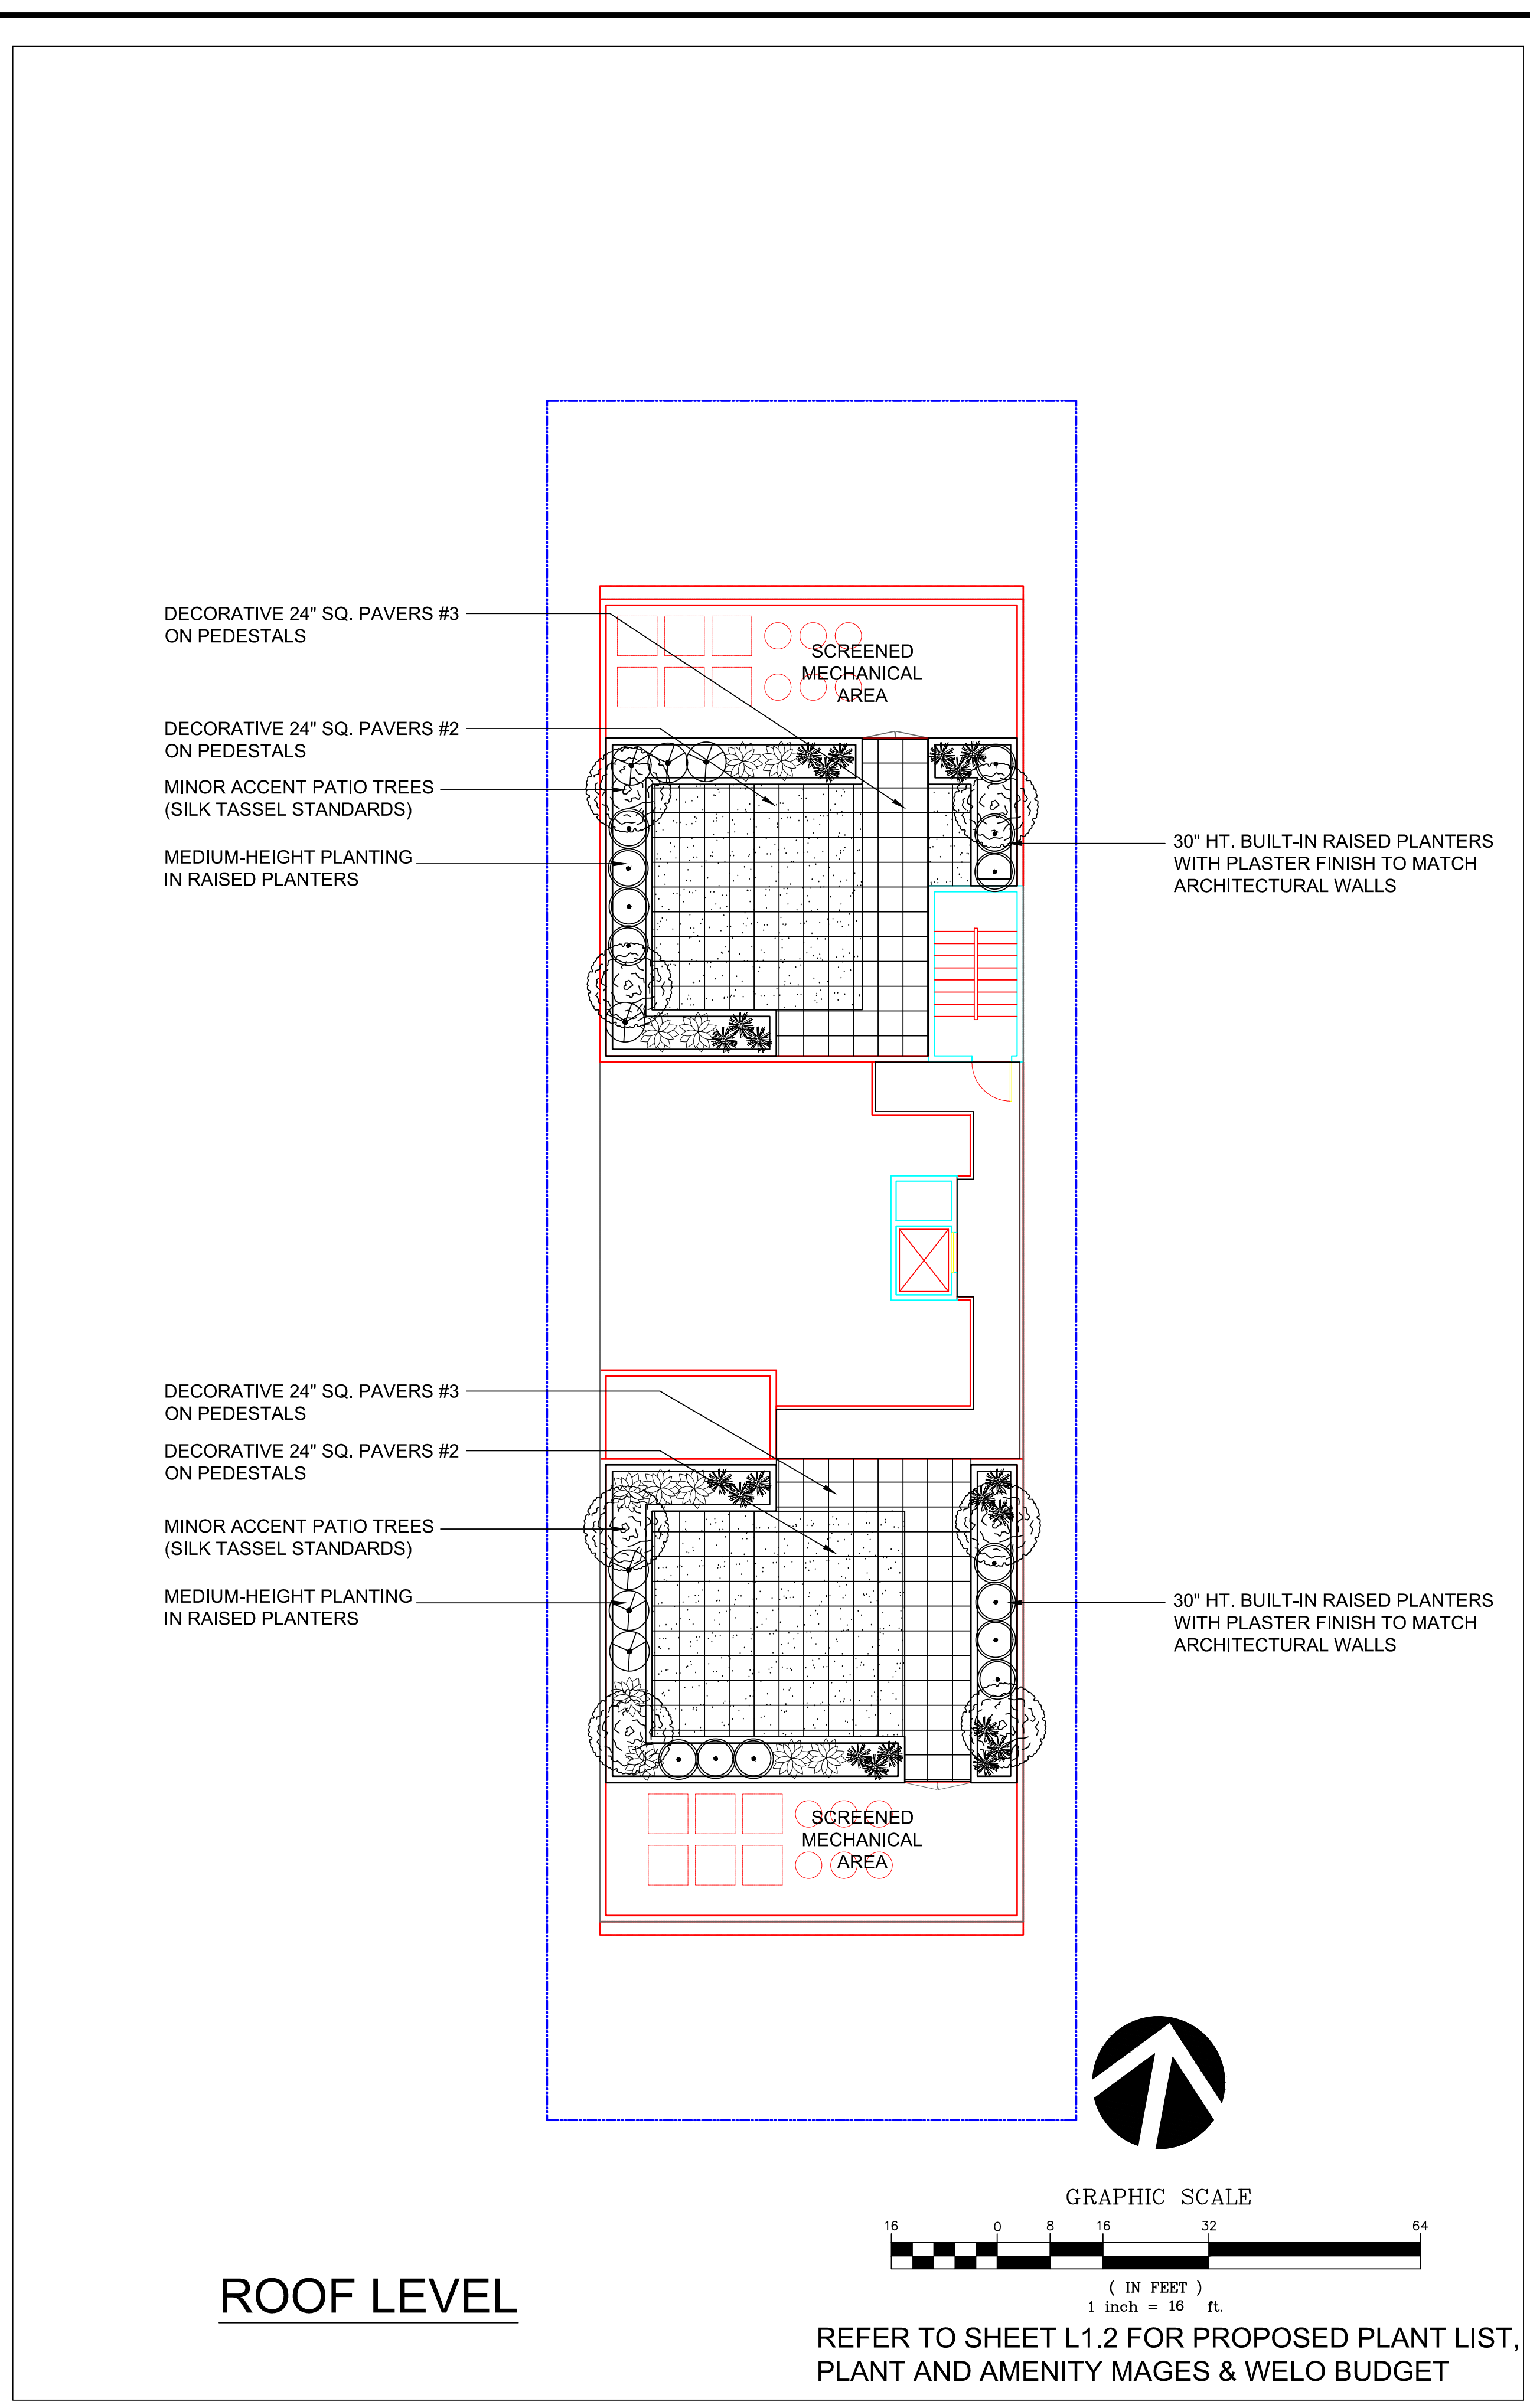 DECORATIVE 24" SQ. PAVERS #3
ON PEDESTALS
SCREENED
MECHANICAL
AREA
DECORATIVE 24" SQ. PAVERS #2
ON PEDESTALS
MINOR ACCENT PATIO TREES
(SILK TASSEL STANDARDS)
MEDIUM-HEIGHT PLANTING
IN RAISED PLANTERS
30" HT. BUILT-IN RAISED PLANTERS
WITH PLASTER FINISH TO MATCH
ARCHITECTURAL WALLS
DECORATIVE 24" SQ. PAVERS #3
ON PEDESTALS
DECORATIVE 24" SQ. PAVERS #2
ON PEDESTALS
MINOR ACCENT PATIO TREES
(SILK TASSEL STANDARDS)
MEDIUM-HEIGHT PLANTING
IN RAISED PLANTERS
30" HT. BUILT-IN RAISED PLANTERS
WITH PLASTER FINISH TO MATCH
ARCHITECTURAL WALLS
SCREENED
MECHANICAL
AREA
GRAPHIC SCALE
16 0 8 16 32 64
( IN FEET )
1 inch = 16 ft.
ROOF LEVEL
REFER TO SHEET L1.2 FOR PROPOSED PLANT LIST,
PLANT AND AMENITY MAGES & WELO BUDGET